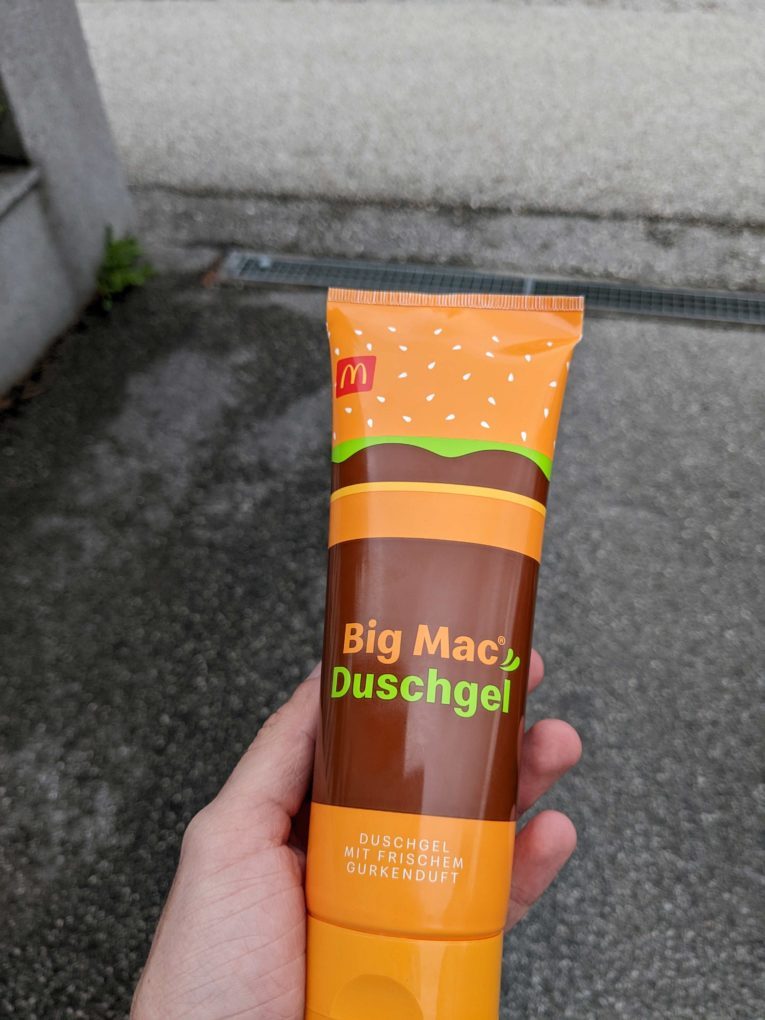 Big Mac®
Duschgel
DUSCHGEL
MIT FRISCHEM
GURKENDUFT